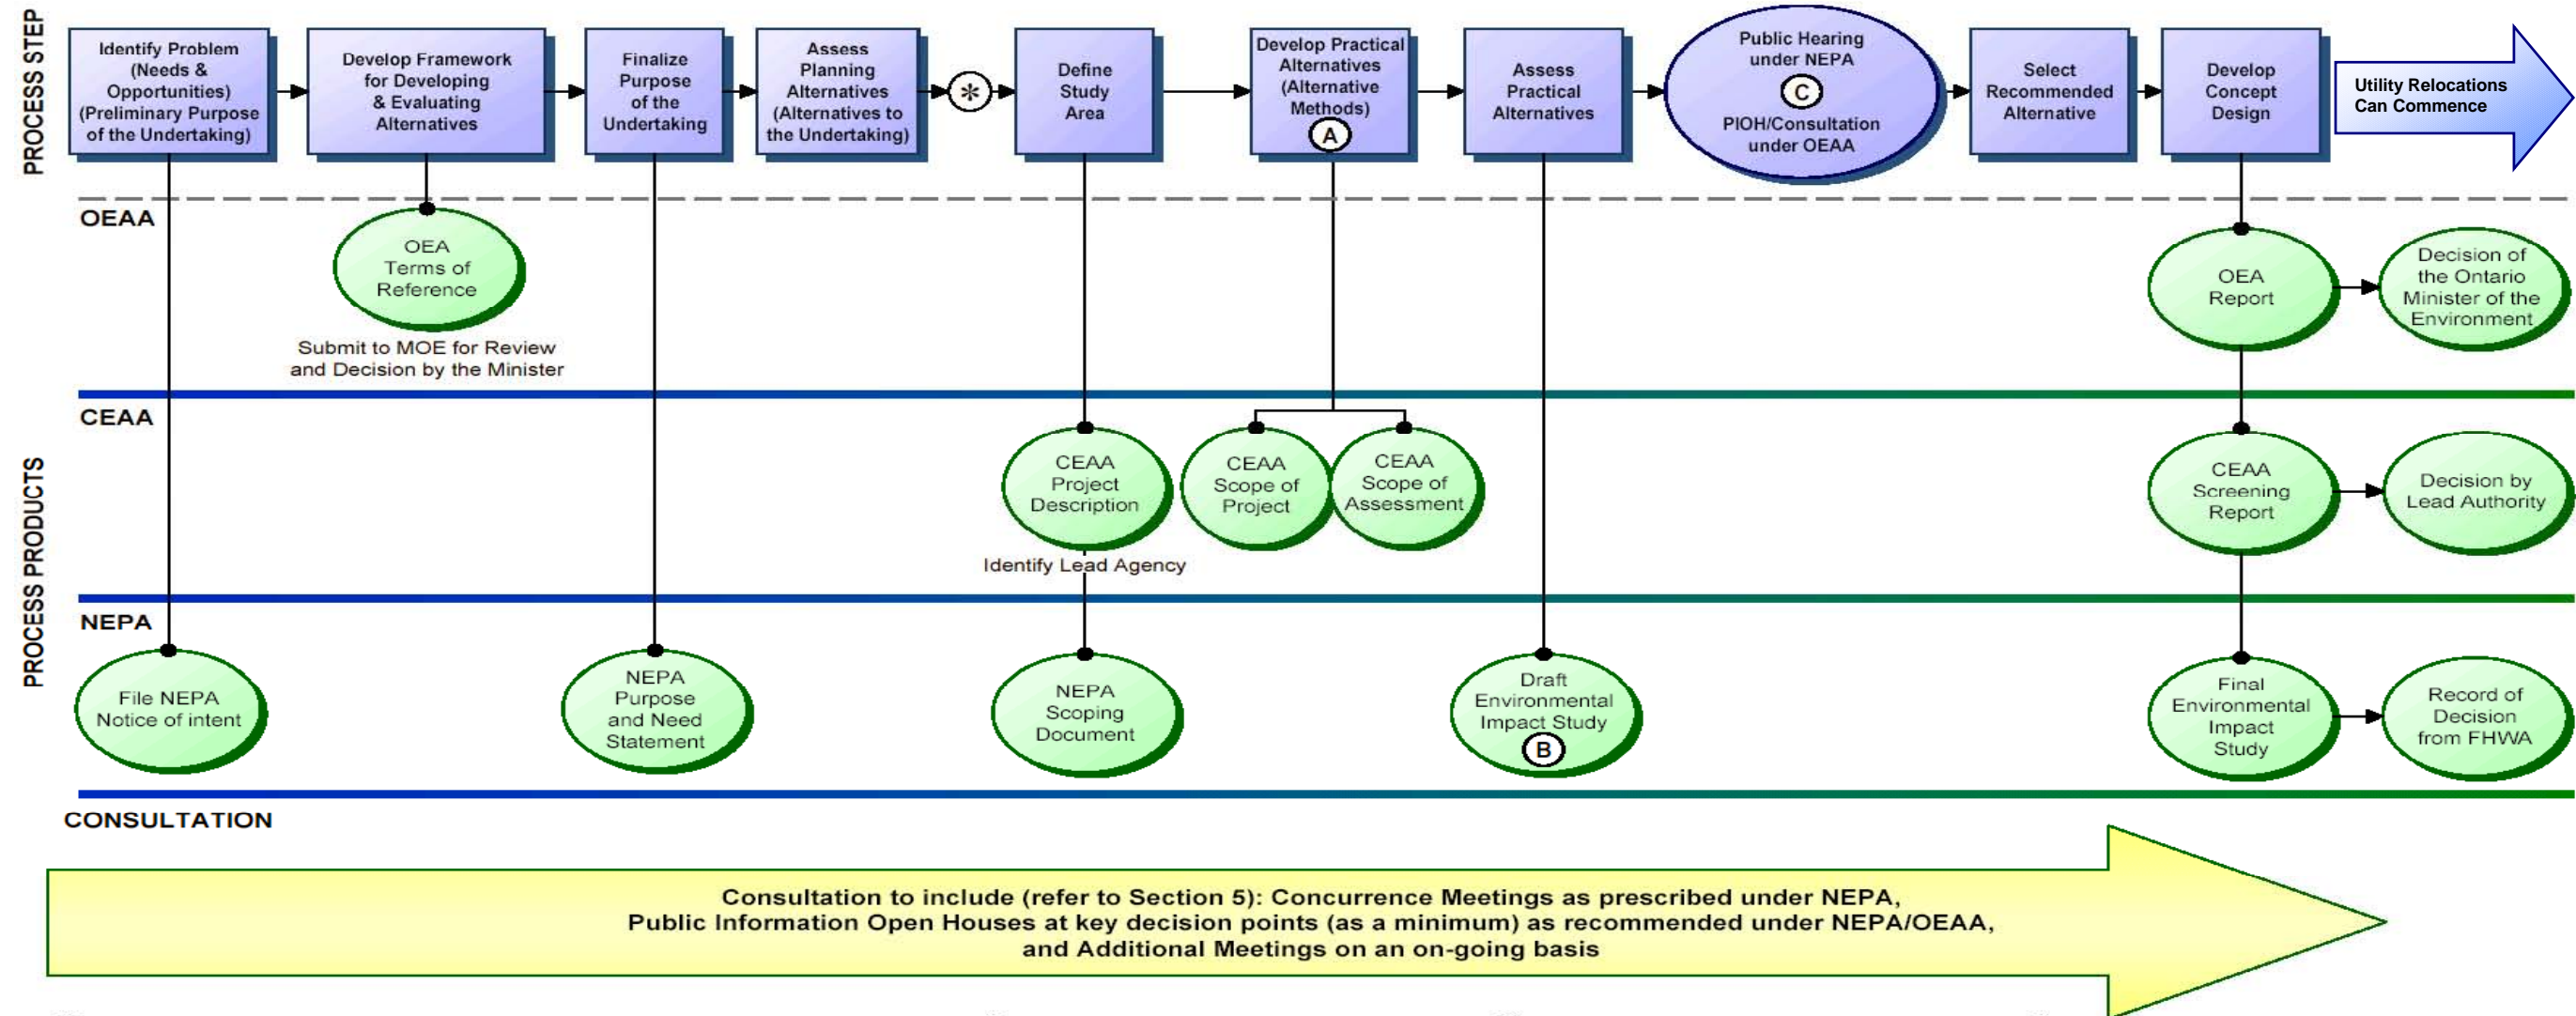 PROCESS STEP
Identify Problem
(Needs &
Opportunities)
(Preliminary Purpose
of the Undertaking)
Develop Framework
for Developing
& Evaluating
Alternatives
Finalize
Purpose
of the
Undertaking
Assess
Planning
Alternatives
(Alternatives to
the Undertaking)
*
Define
Study
Area
Develop Practical
Alternatives
(Alternative
Methods)
A
Assess
Practical
Alternatives
Public Hearing
under NEPA
C
PIOH/Consultation
under OEAA
Select
Recommended
Alternative
Develop
Concept
Design
Utility Relocations
Can Commence
PROCESS PRODUCTS
OEAA
OEA
Terms of
Reference
Submit to MOE for Review
and Decision by the Minister
OEA
Report
Decision of
the Ontario
Minister of the
Environment
CEAA
CEAA
Project
Description
Identify Lead Agency
CEAA
Scope of
Project
CEAA
Scope of
Assessment
CEAA
Screening
Report
Decision by
Lead Authority
NEPA
File NEPA
Notice of intent
NEPA
Purpose
and Need
Statement
NEPA
Scoping
Document
Draft
Environmental
Impact Study
B
Final
Environmental
Impact
Study
Record of
Decision
from FHWA
CONSULTATION
Consultation to include (refer to Section 5): Concurrence Meetings as prescribed under NEPA,
Public Information Open Houses at key decision points (as a minimum) as recommended under NEPA/OEAA,
and Additional Meetings on an on-going basis